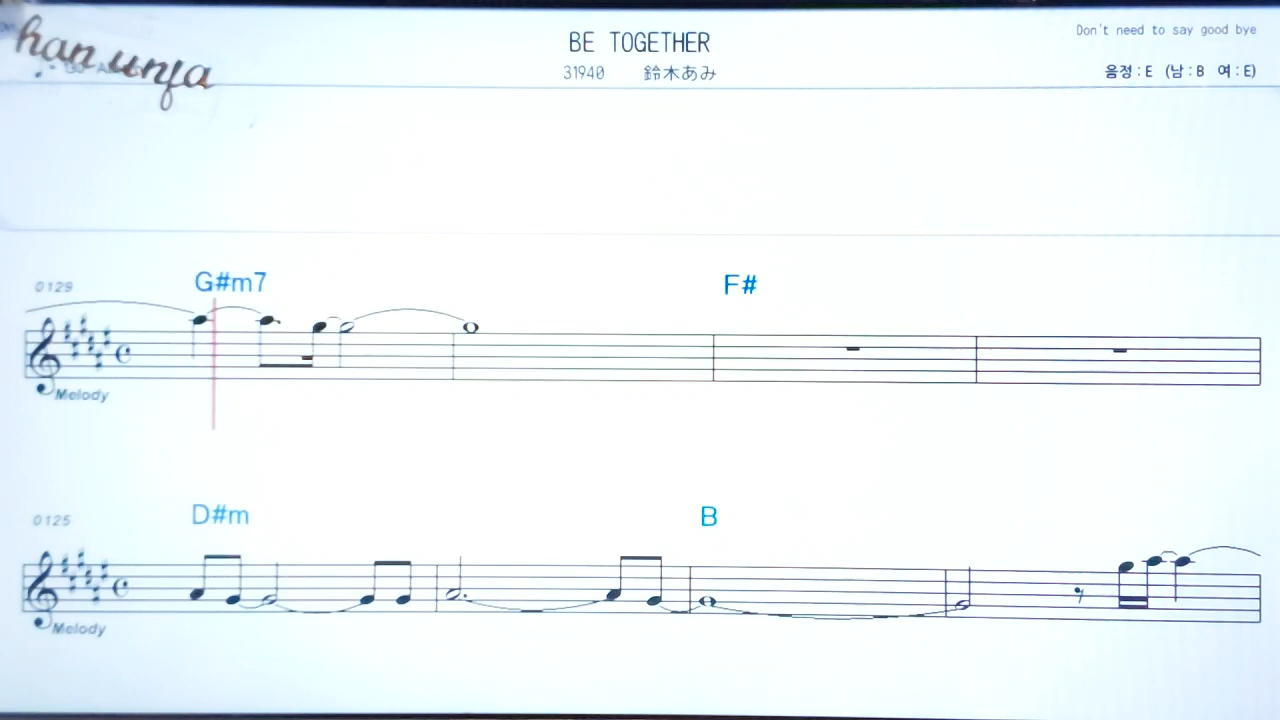 han unja
BE TOGETHER
Don't need to say good bye
31940 鈴木あみ
음정:E (남:B 여:E)
G#m7 F#
0129
Melody
D#m B
0125
Melody